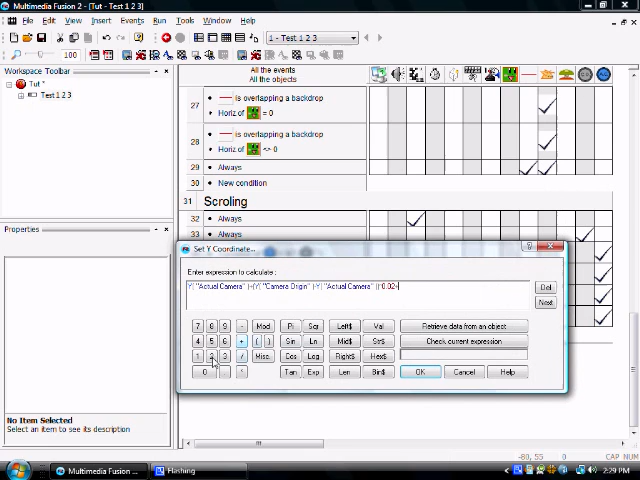 Multimedia Fusion 2 - [Tut - Test 1 2 3]
File Edit View Insert Events Run Tools Window Help
1 - Test 1 2 3
100
Workspace Toolbar
Tut *
Test 1 2 3
All the events
All the objects
27
is overlapping a backdrop
Horiz of = 0
28
is overlapping a backdrop
Horiz of <> 0
29 Always
30 New condition
31 Scroling
32 Always
33 Always
Properties
No Item Selected
Select an item to see its description
Set Y Coordinate...
Enter expression to calculate :
Y( "Actual Camera" )+(Y( "Camera Origin" )-Y( "Actual Camera" ))*0.02+
Del
Next
7 8 9 - Mod Pi Sqr Left$ Val Retrieve data from an object
4 5 6 + ( ) Sin Ln Mid$ Str$ Check current expression
1 2 3 / Misc. Cos Log Right$ Hex$
0 . * Tan Exp Len Bin$ OK Cancel Help
-80, 55 0 CAP NUM
Multimedia Fusion 2 -... Flashing 2:29 PM